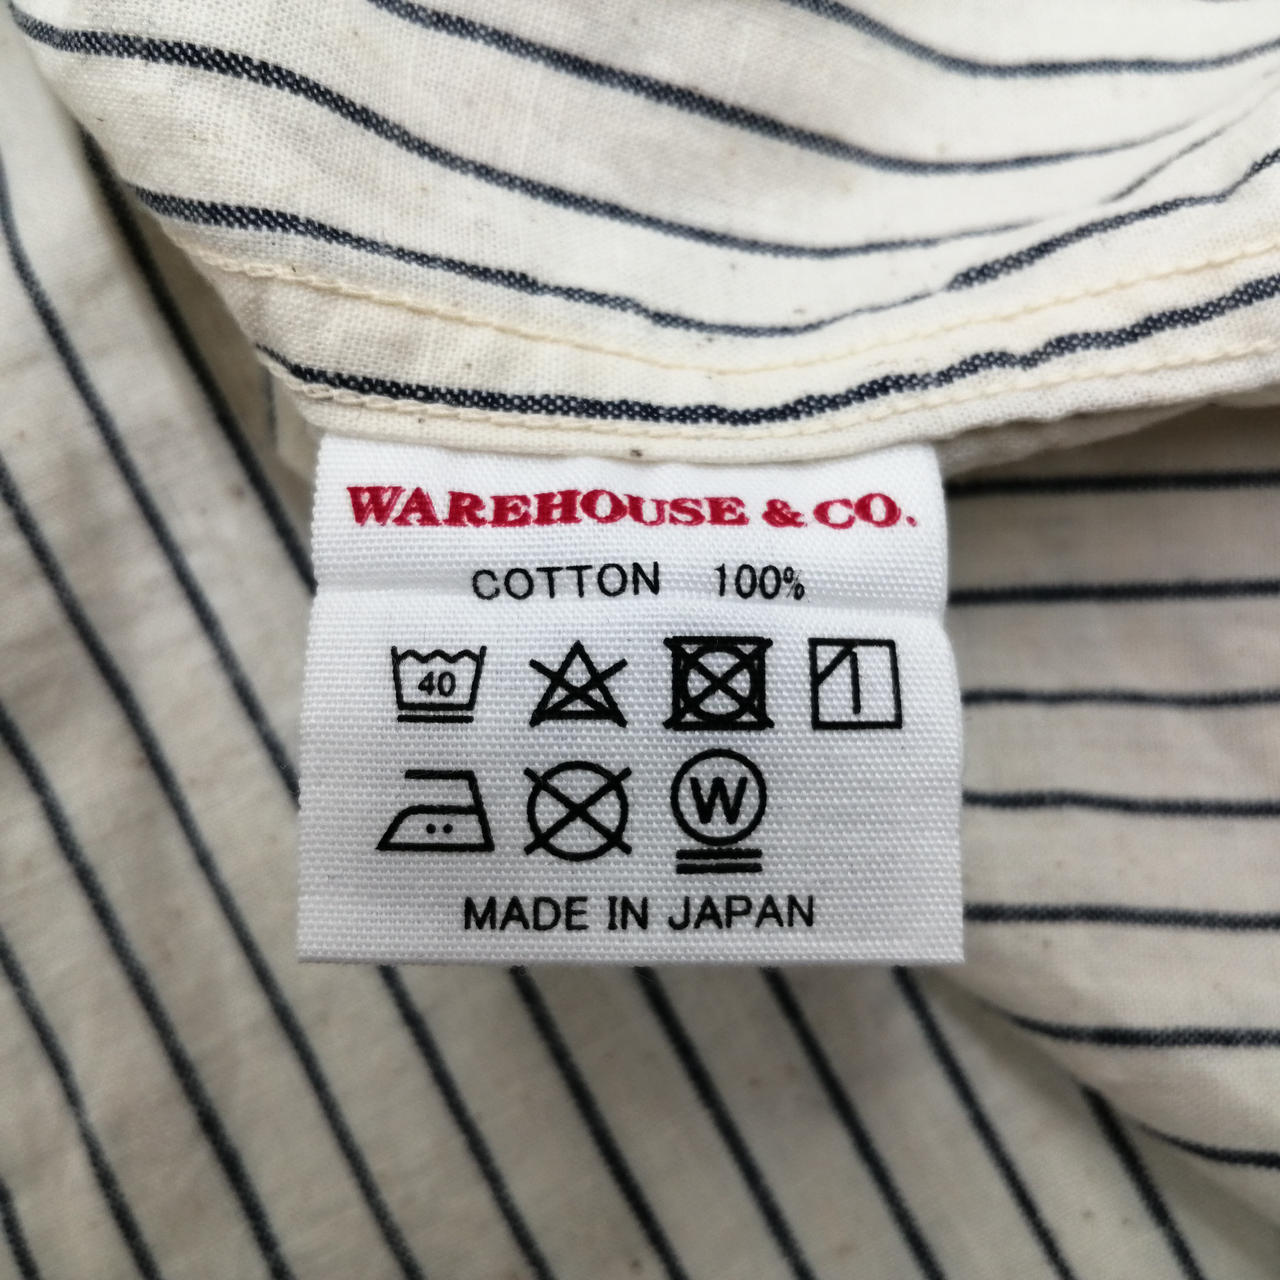 WAREHOUSE & CO.
COTTON 100%
40
W
MADE IN JAPAN